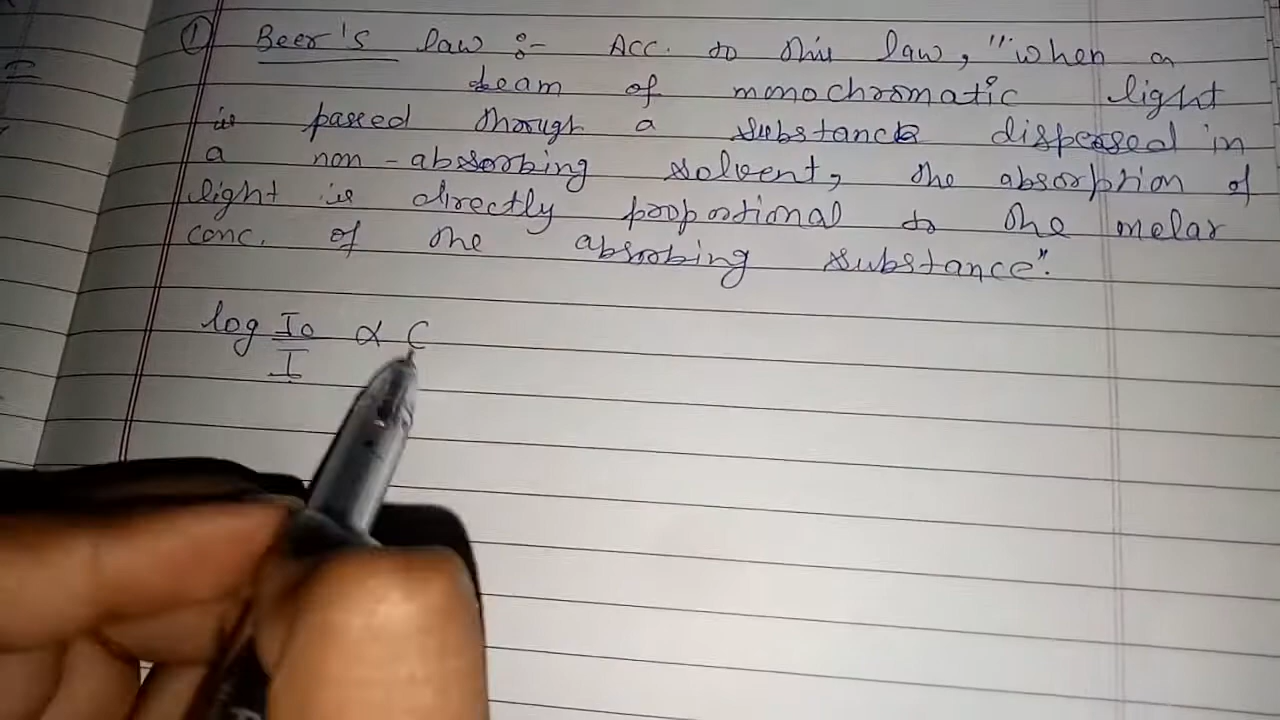 ① Beer's law :- Acc. to this law, "when a
beam of monochromatic light
is passed through a substance dispersed in
a non-absorbing solvent, the absorption of
light is directly proportional to the molar
conc. of the absorbing substance".
log I₀/I ∝ C